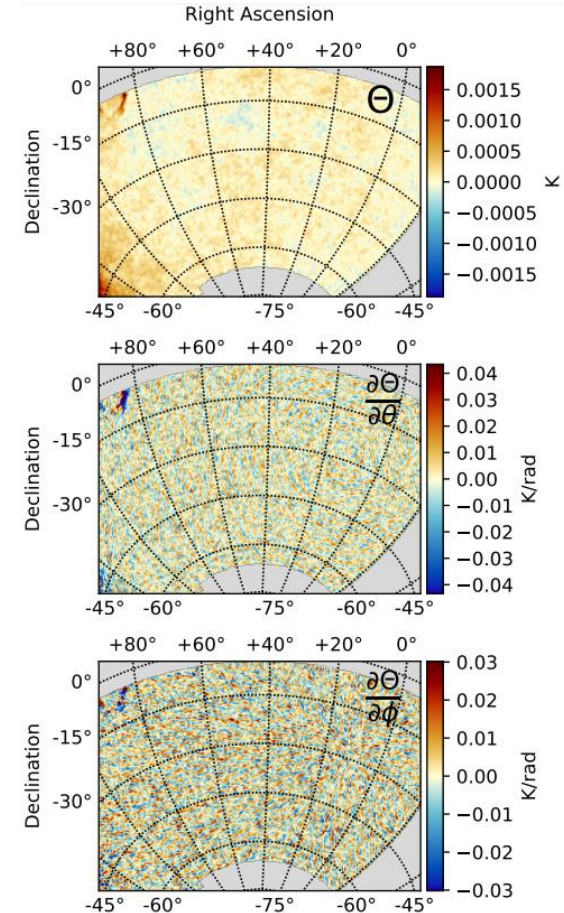 Right Ascension
+80° +60° +40° +20° 0°
0°
-15°
-30°
Declination
Θ
0.0015
0.0010
0.0005
0.0000
−0.0005
−0.0010
−0.0015
K
-45° -60° -75° -60° -45°
+80° +60° +40° +20° 0°
0°
-15°
-30°
Declination
∂Θ
∂θ
0.04
0.03
0.02
0.01
0.00
−0.01
−0.02
−0.03
−0.04
K/rad
-45° -60° -75° -60° -45°
+80° +60° +40° +20° 0°
0°
-15°
-30°
Declination
∂Θ
∂ϕ
0.03
0.02
0.01
0.00
−0.01
−0.02
−0.03
K/rad
-45° -60° -75° -60° -45°